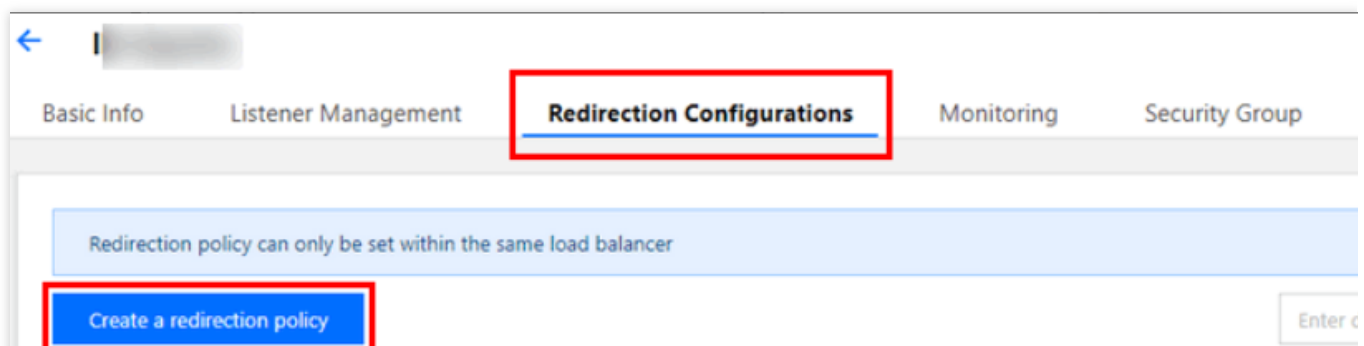 Basic Info Listener Management Redirection Configurations Monitoring Security Group
Redirection policy can only be set within the same load balancer
Create a redirection policy
Enter